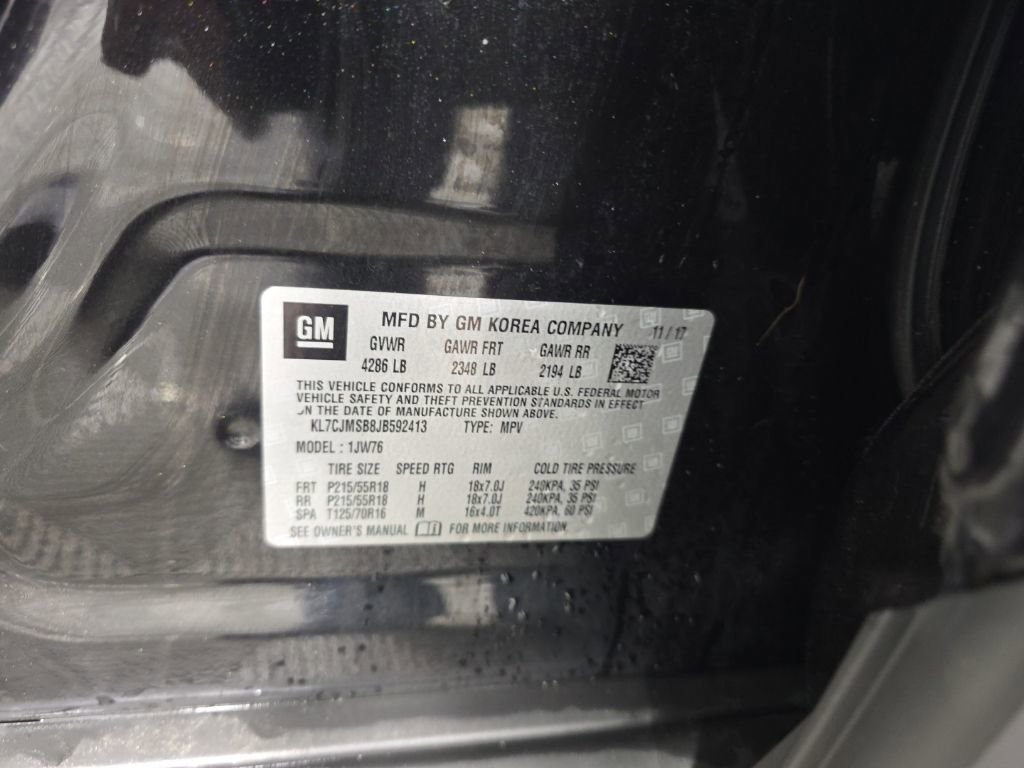 GM MFD BY GM KOREA COMPANY 11/17
GVWR GAWR FRT GAWR RR
4286 LB 2348 LB 2194 LB
THIS VEHICLE CONFORMS TO ALL APPLICABLE U.S. FEDERAL MOTOR
VEHICLE SAFETY AND THEFT PREVENTION STANDARDS IN EFFECT
ON THE DATE OF MANUFACTURE SHOWN ABOVE.
KL7CJMSB8JB592413 TYPE: MPV
MODEL: 1JW76
TIRE SIZE SPEED RTG RIM COLD TIRE PRESSURE
FRT P215/55R18 H 18x7.0J 240KPA, 35 PSI
RR P215/55R18 H 18x7.0J 240KPA, 35 PSI
SPA T125/70R16 M 16x4.0T 420KPA, 60 PSI
SEE OWNER'S MANUAL FOR MORE INFORMATION.